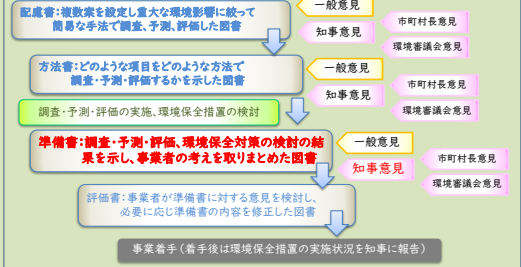 配慮書：複数案を設定し重大な環境影響に絞って
簡易な手法で調査、予測、評価した図書
一般意見
知事意見
市町村長意見
環境審議会意見
方法書：どのような項目をどのような方法で
調査・予測・評価するかを示した図書
一般意見
知事意見
市町村長意見
環境審議会意見
調査・予測・評価の実施、環境保全措置の検討
準備書：調査・予測・評価、環境保全対策の検討の結
果を示し、事業者の考えを取りまとめた図書
一般意見
知事意見
市町村長意見
環境審議会意見
評価書：事業者が準備書に対する意見を検討し、
必要に応じ準備書の内容を修正した図書
事業着手（着手後は環境保全措置の実施状況を知事に報告）